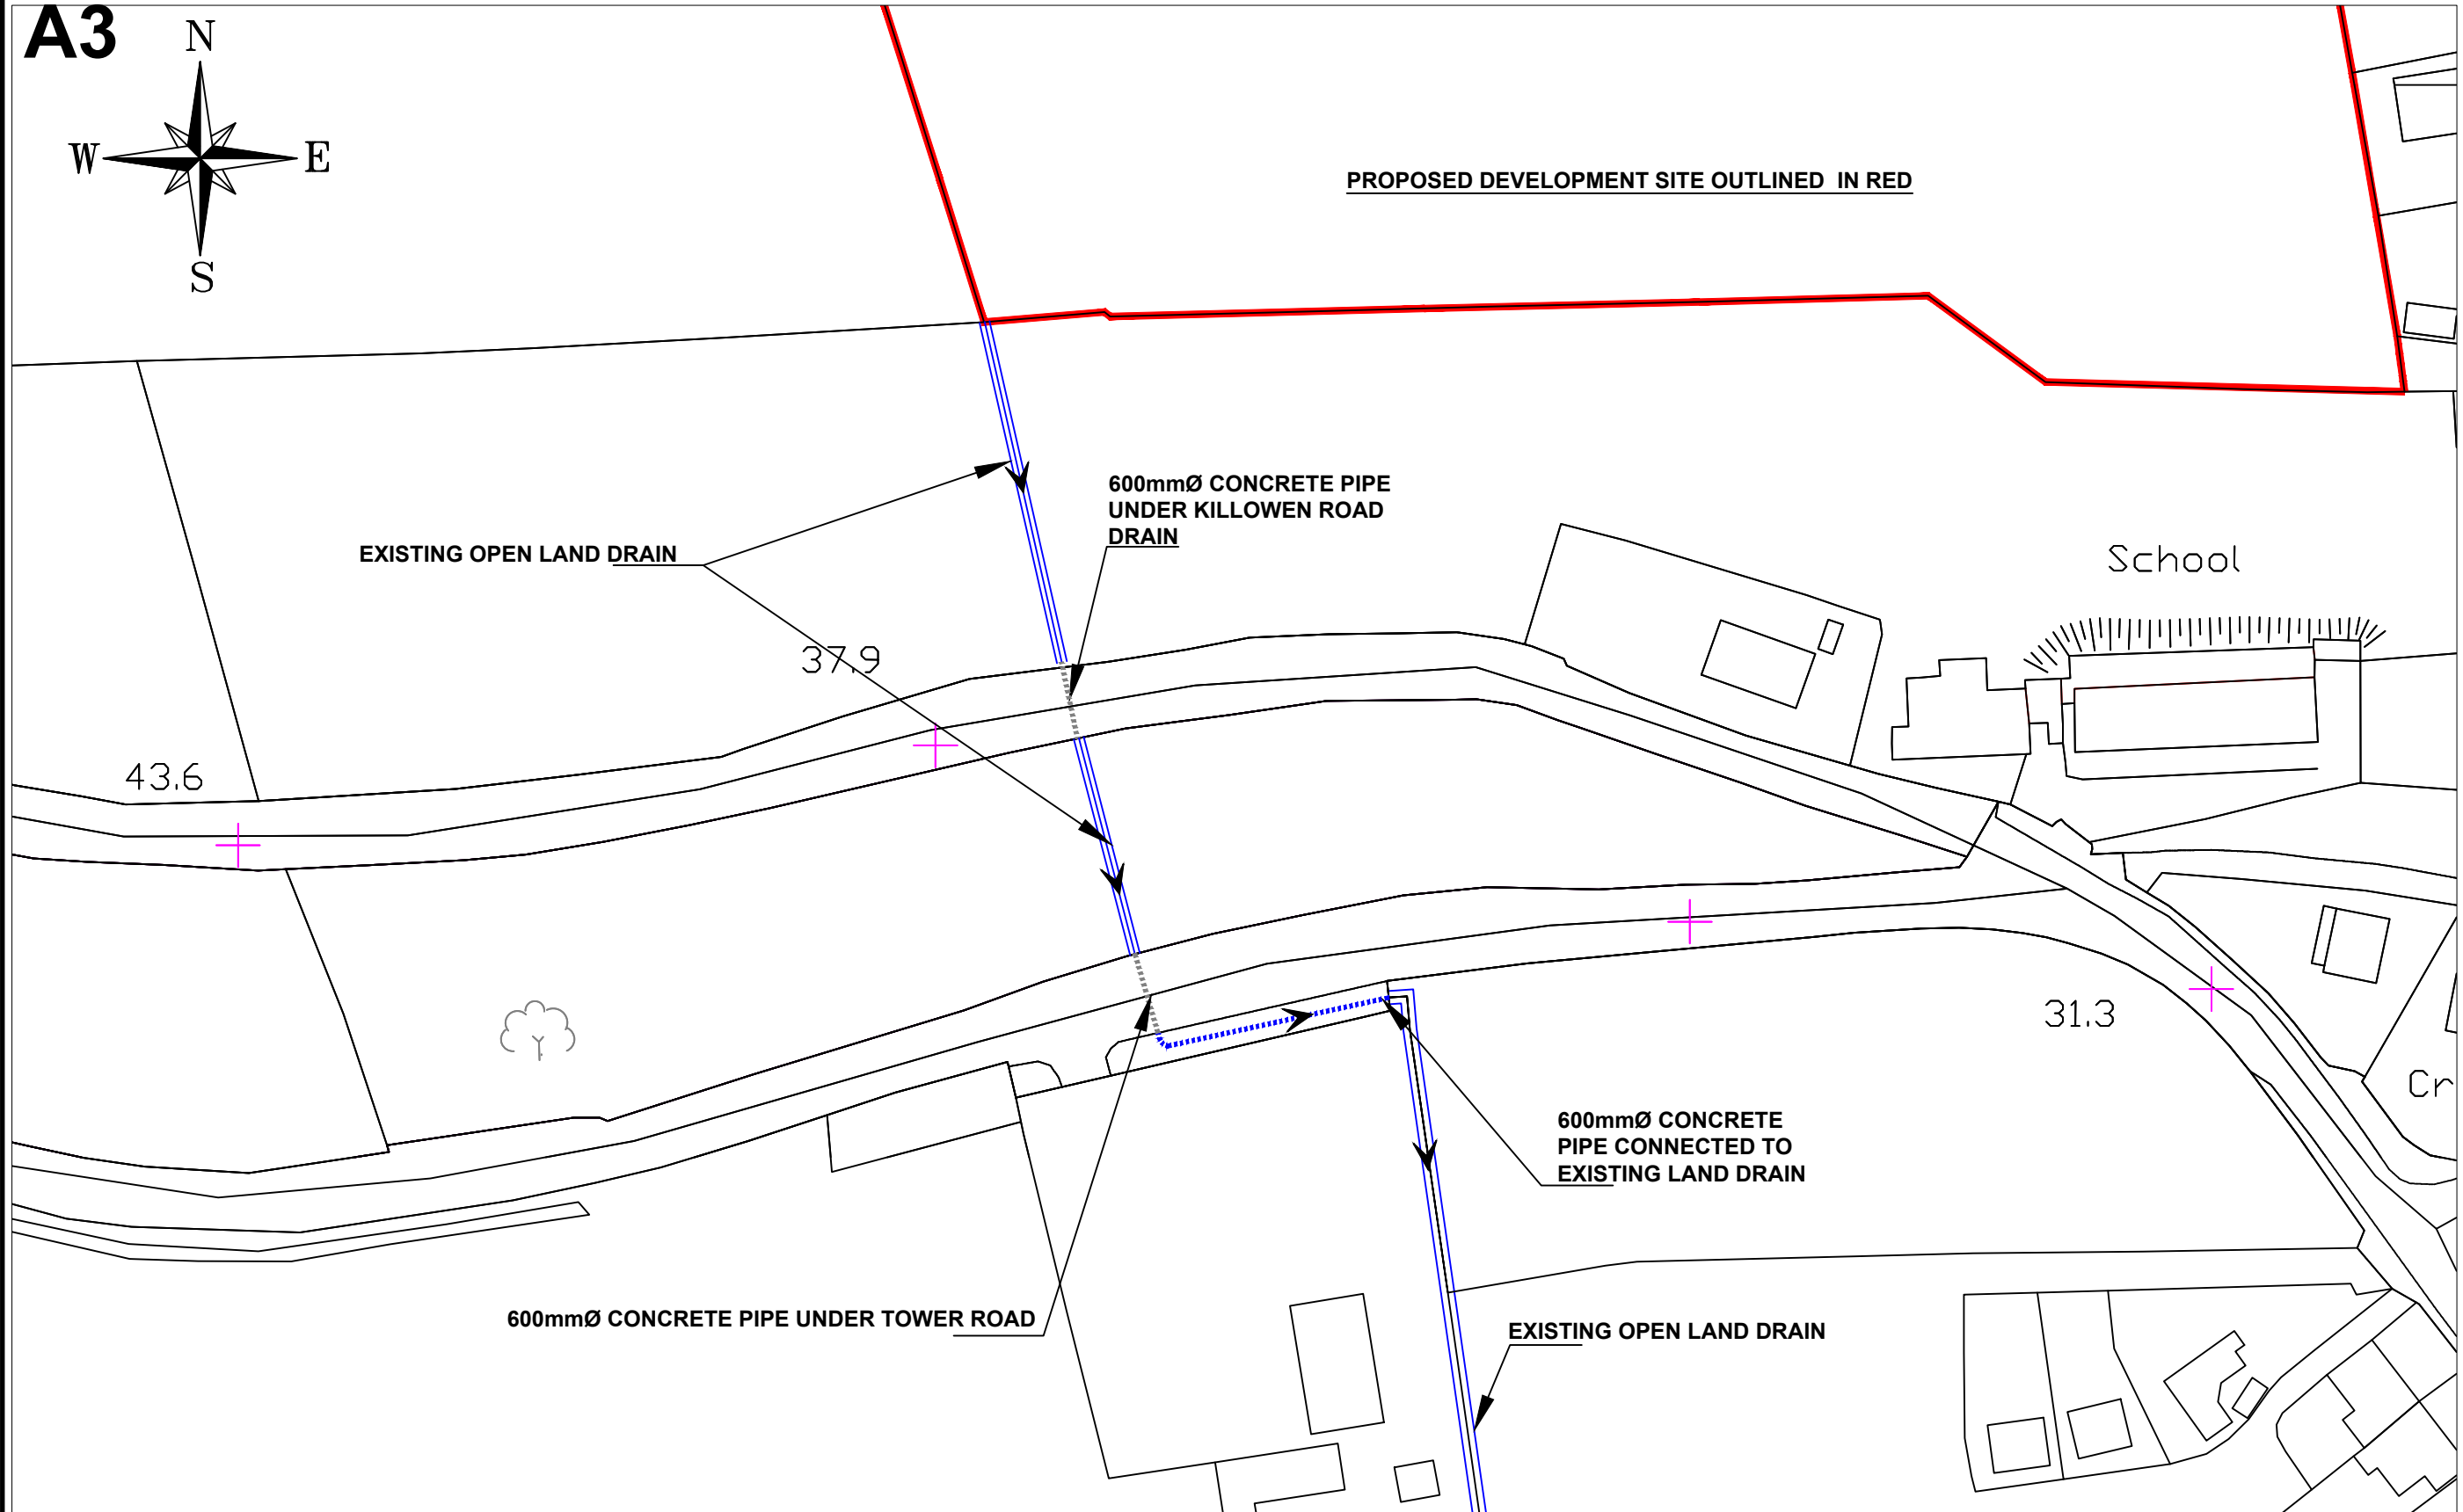 A3
N
W
E
S
PROPOSED DEVELOPMENT SITE OUTLINED IN RED
600mmØ CONCRETE PIPE
UNDER KILLOWEN ROAD
DRAIN
EXISTING OPEN LAND DRAIN
School
37.9
43.6
31.3
Cr
600mmØ CONCRETE
PIPE CONNECTED TO
EXISTING LAND DRAIN
600mmØ CONCRETE PIPE UNDER TOWER ROAD
EXISTING OPEN LAND DRAIN